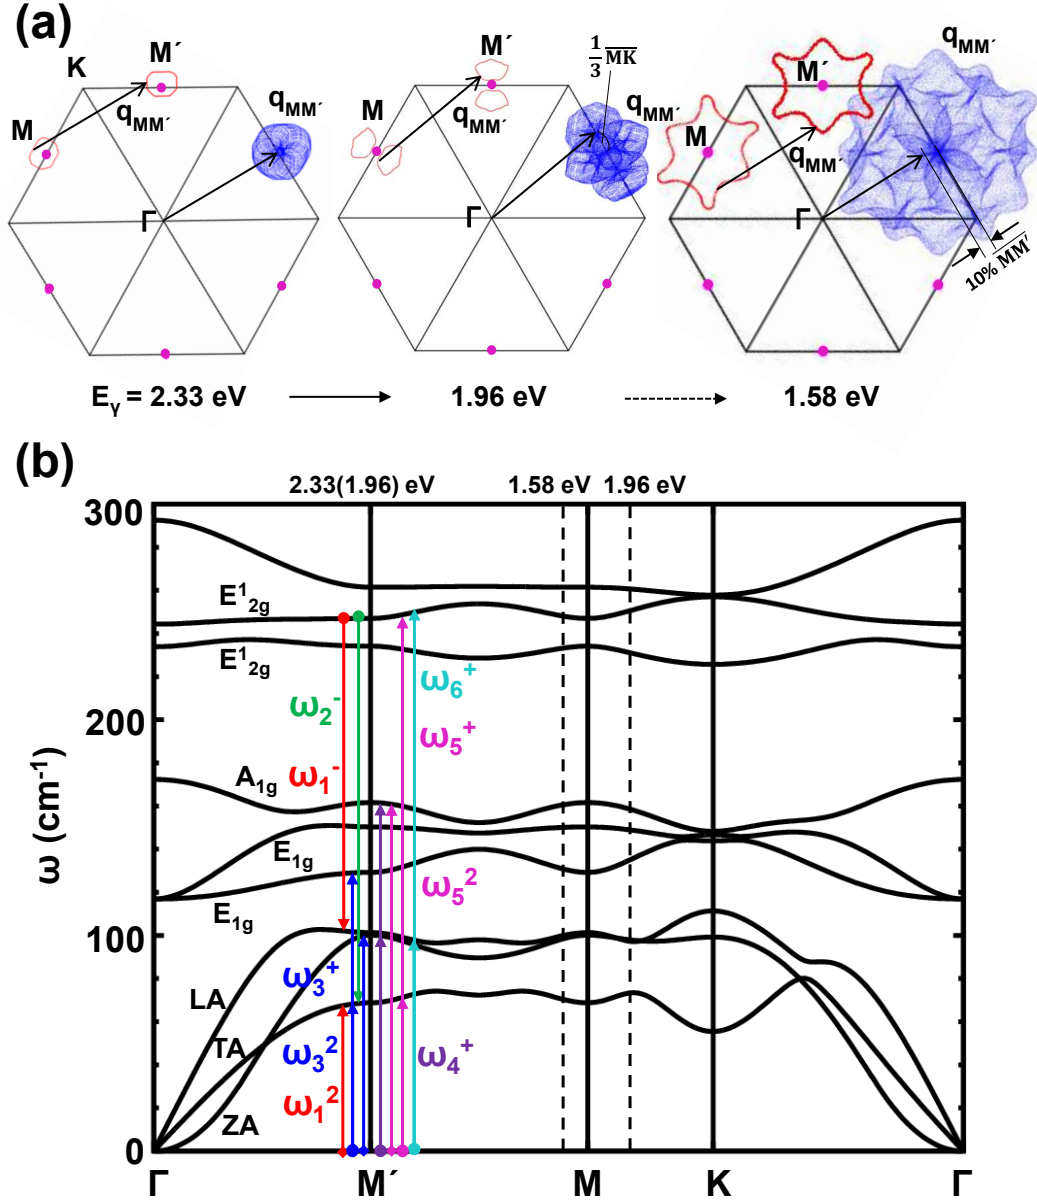 (a)
K M´ M q_MM´ q_MM´ Γ
M´ 1/3 MK M q_MM´ q_MM´ Γ
q_MM´ M´ M q_MM´ Γ 10% MM´
E_γ = 2.33 eV 1.96 eV 1.58 eV
(b)
2.33(1.96) eV 1.58 eV 1.96 eV
300
E¹₂g
E¹₂g
ω₆⁺
ω₂⁻
ω₅⁺
200
A₁g
ω₁⁻
ω (cm⁻¹)
E₁g
ω₅²
E₁g
100
ω₃⁺
LA
TA
ω₃²
ω₄⁺
ω₁²
ZA
0
Γ M´ M K Γ